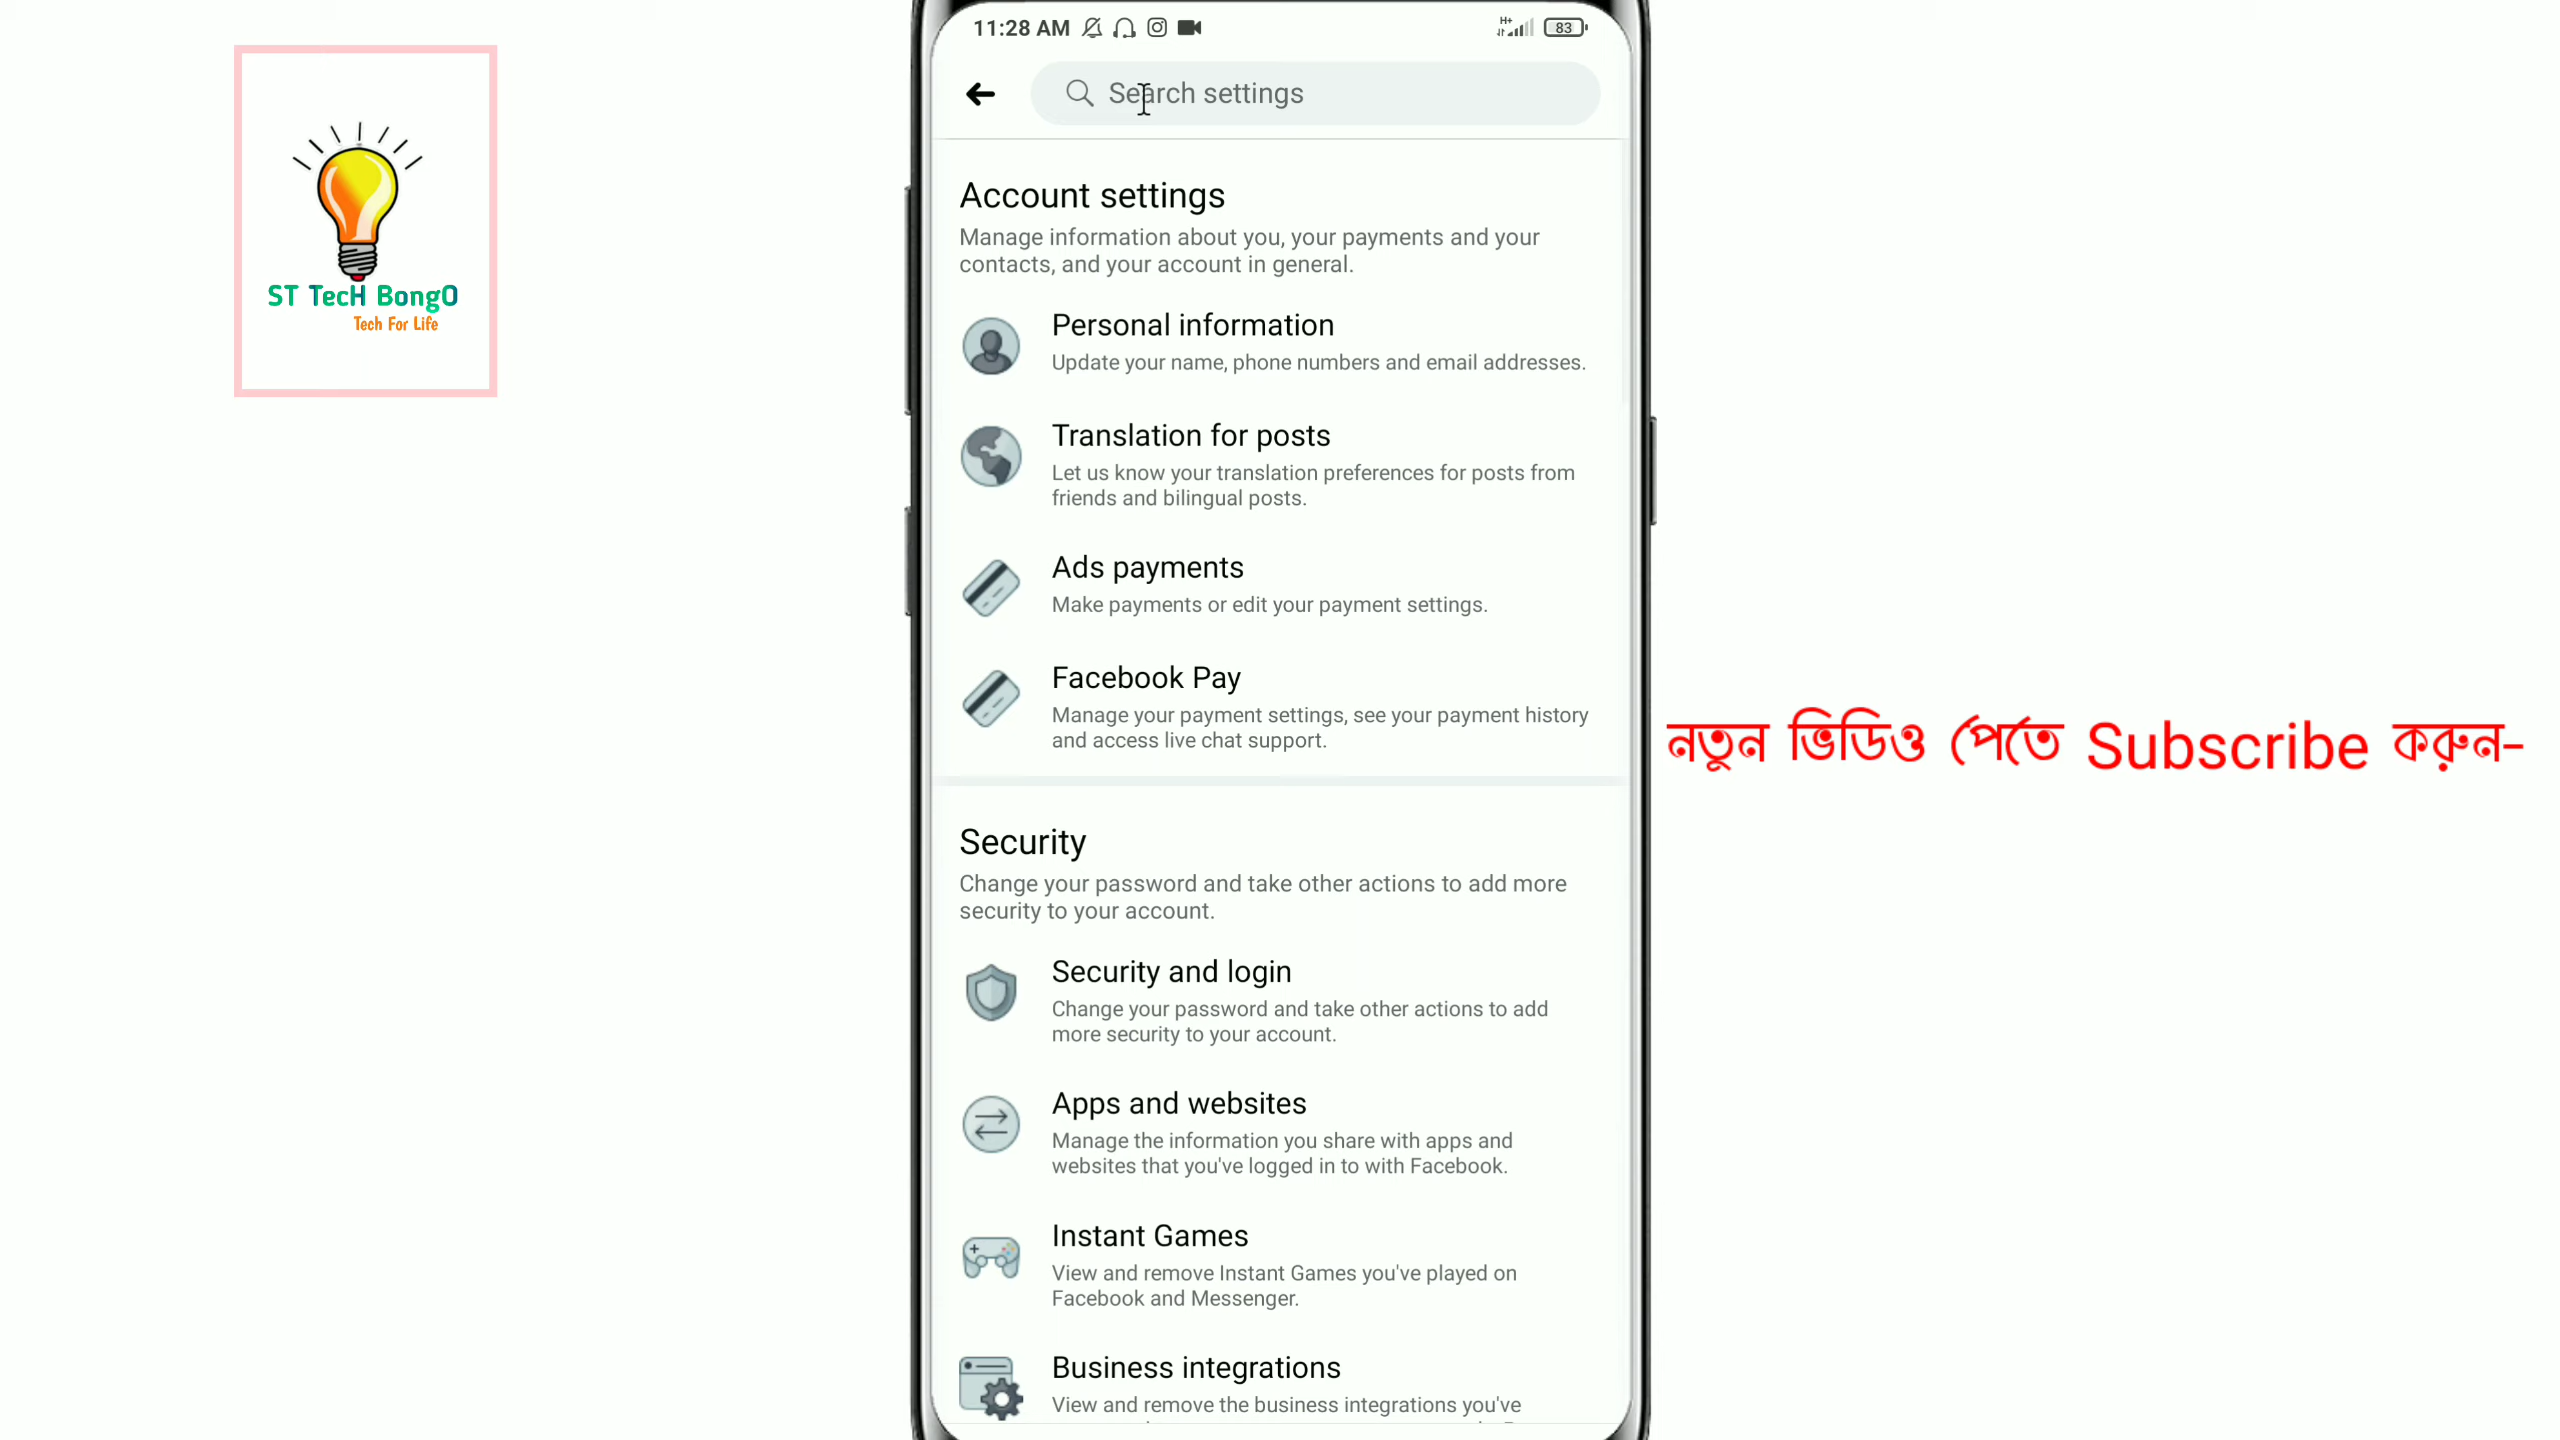 11:28 AM
H+
83
Search settings
Account settings
Manage information about you, your payments and your
contacts, and your account in general.
Personal information
Update your name, phone numbers and email addresses.
Translation for posts
Let us know your translation preferences for posts from
friends and bilingual posts.
Ads payments
Make payments or edit your payment settings.
Facebook Pay
Manage your payment settings, see your payment history
and access live chat support.
Security
Change your password and take other actions to add more
security to your account.
Security and login
Change your password and take other actions to add
more security to your account.
Apps and websites
Manage the information you share with apps and
websites that you've logged in to with Facebook.
Instant Games
View and remove Instant Games you've played on
Facebook and Messenger.
Business integrations
View and remove the business integrations you've
ST TecH BongO
Tech For Life
নতুন ভিডিও পেতে Subscribe করুন-